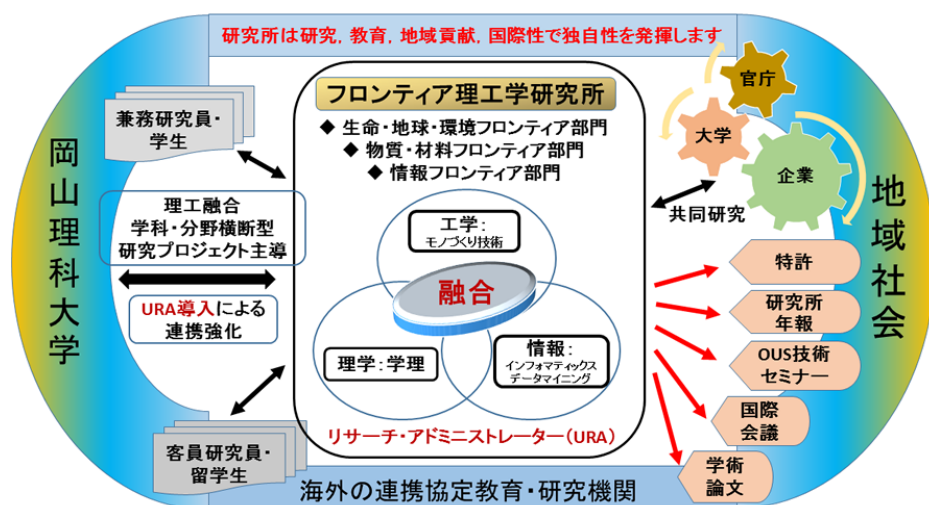 研究所は研究,教育,地域貢献,国際性で独自性を発揮します
岡山理科大学
兼務研究員・
学生
理工融合
学科・分野横断型
研究プロジェクト主導
URA導入による
連携強化
客員研究員・
留学生
フロンティア理工学研究所
◆ 生命・地球・環境フロンティア部門
◆ 物質・材料フロンティア部門
◆ 情報フロンティア部門
工学:
モノづくり技術
融合
理学:学理
情報:
インフォマティックス
データマイニング
リサーチ・アドミニストレーター(URA)
官庁
大学
企業
共同研究
地域社会
特許
研究所
年報
OUS技術
セミナー
国際
会議
学術
論文
海外の連携協定教育・研究機関